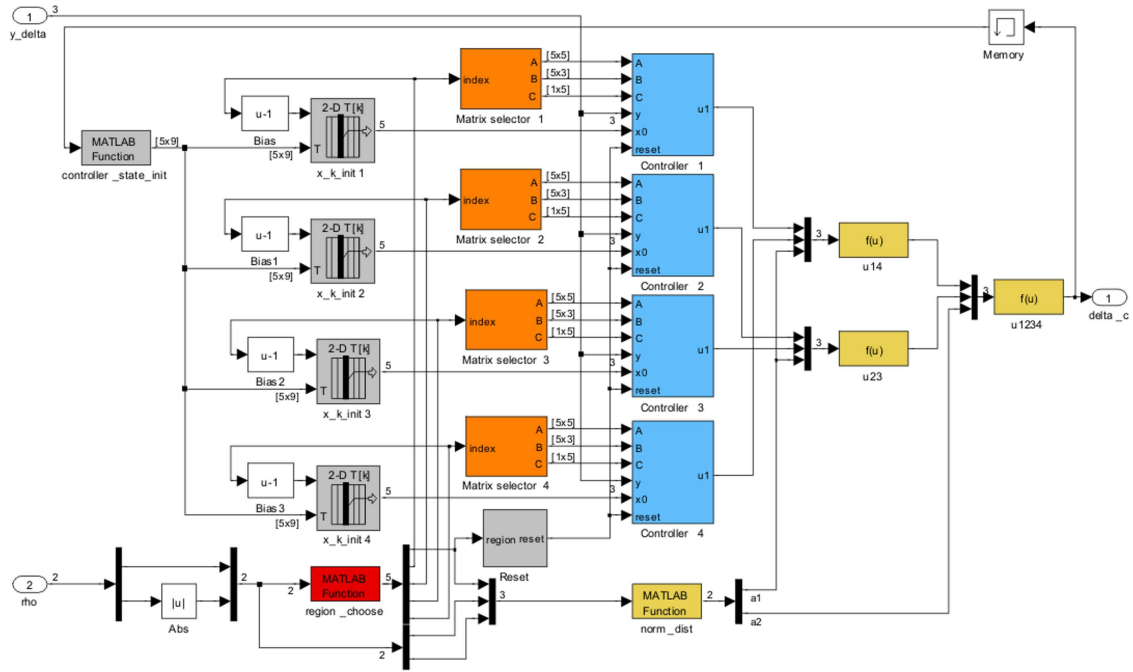 1
3
y_delta
Memory
[5x5]
A
A
index
B
[5x3]
B
[1x5]
C
C
u1
2-D T[k]
u-1
y
5
3
x0
MATLAB
Function
[5x9]
Bias
Matrix selector 1
[5x9]
T
reset
controller _state_init
x_k_init 1
Controller 1
[5x5]
A
A
index
B
[5x3]
B
[1x5]
C
C
u1
2-D T[k]
u-1
y
Matrix selector 2
3
3
f(u)
5
x0
Bias1
[5x9]
T
reset
u14
x_k_init 2
Controller 2
3
f(u)
1
[5x5]
A
A
index
B
[5x3]
B
u1234
delta _c
[1x5]
C
C
u1
3
f(u)
2-D T[k]
u-1
y
Matrix selector 3
3
5
x0
u23
Bias2
[5x9]
T
reset
x_k_init 3
Controller 3
[5x5]
A
A
index
B
[5x3]
B
[1x5]
C
C
u1
2-D T[k]
u-1
y
Matrix selector 4
3
5
x0
Bias3
[5x9]
T
reset
x_k_init 4
Controller 4
region reset
Reset
2
2
rho
|u|
Abs
2
2
MATLAB
Function
5
region _choose
2
3
MATLAB
Function
2
norm _dist
a1
a2